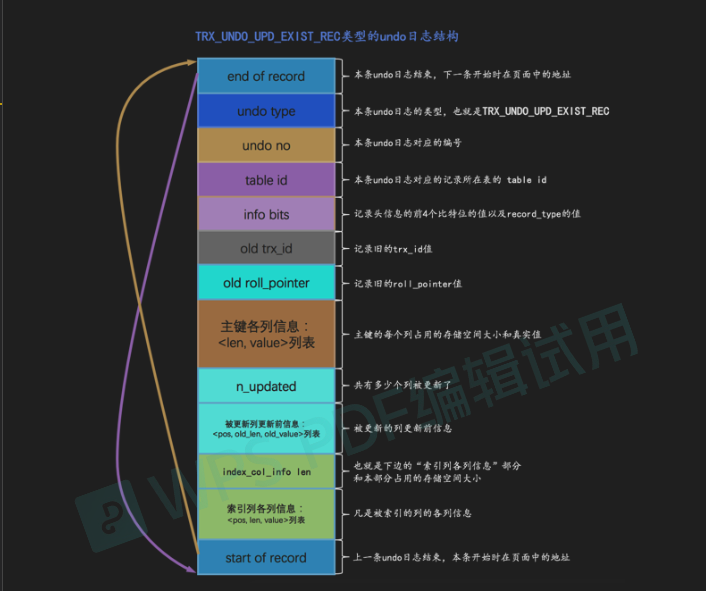 TRX_UNDO_UPD_EXIST_REC类型的undo日志结构
end of record
本条undo日志结束，下一条开始时在页面中的地址
undo type
本条undo日志的类型，也就是TRX_UNDO_UPD_EXIST_REC
undo no
本条undo日志对应的编号
table id
本条undo日志对应的记录所在表的 table id
info bits
记录头信息的前4个比特位的值以及record_type的值
old trx_id
记录旧的trx_id值
old roll_pointer
记录旧的roll_pointer值
主键各列信息：
<len, value>列表
主键的每个列占用的存储空间大小和真实值
n_updated
共有多少个列被更新了
被更新列更新前信息：
<pos, old_len, old_value>列表
被更新的列更新前信息
index_col_info len
也就是下边的“索引列各列信息”部分
和本部分占用的存储空间大小
索引列各列信息：
<pos, len, value>列表
凡是被索引的列的各列信息
start of record
上一条undo日志结束，本条开始时在页面中的地址
WPS PDF编辑试用